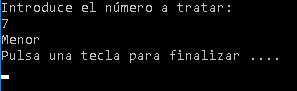 Introduce el número a tratar:
7
Menor
Pulsa una tecla para finalizar ....